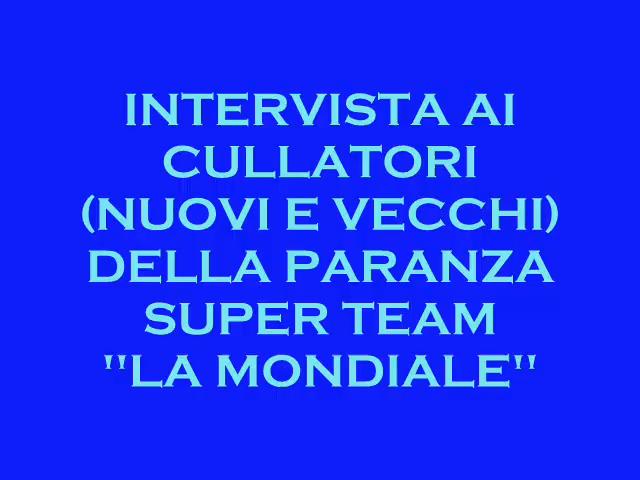 INTERVISTA AI
CULLATORI
(NUOVI E VECCHI)
DELLA PARANZA
SUPER TEAM
"LA MONDIALE"